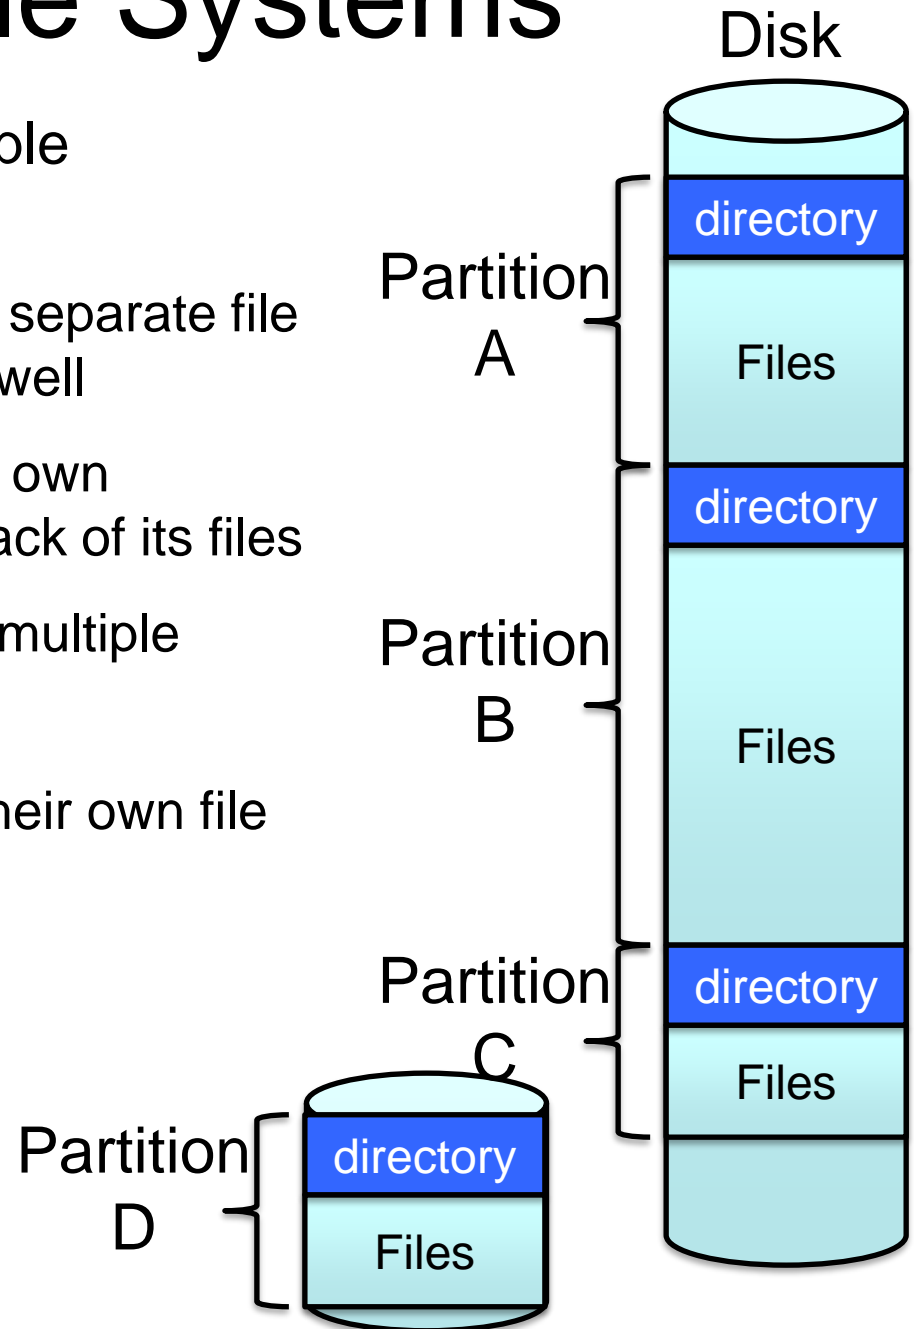 le Systems
Disk
ple
directory
Partition
A
separate file
well
Files
own
ack of its files
directory
multiple
Partition
B
Files
heir own file
Partition
C
directory
Files
Partition
D
directory
Files